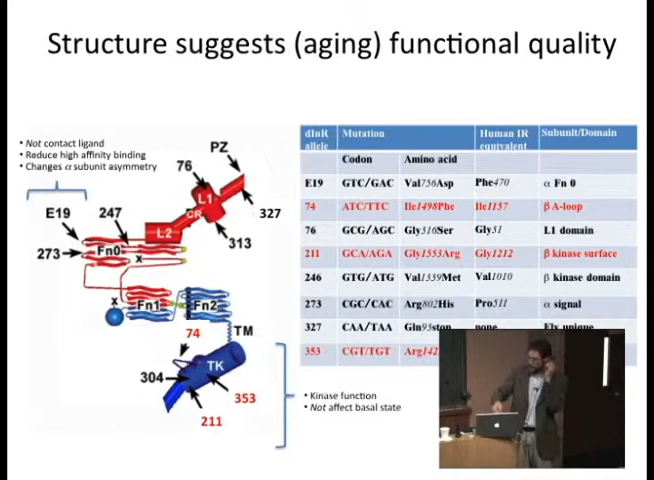 Structure suggests (aging) functional quality
• Not contact ligand
• Reduce high affinity binding
• Changes α subunit asymmetry
PZ
76
L1
CR
L2
327
313
E19
247
273
Fn0
x
x
Fn1
Fn2
74
TM
TK
304
353
211
• Kinase function
• Not affect basal state
dInR allele Mutation Human IR equivalent Subunit/Domain
Codon Amino acid
E19 GTC/GAC Val756Asp Phe470 α Fn 0
74 ATC/TTC Ile1498Phe Ile1157 β A-loop
76 GCG/AGC Gly316Ser Gly31 L1 domain
211 GCA/AGA Gly1553Arg Gly1212 β kinase surface
246 GTG/ATG Val1339Met Val1010 β kinase domain
273 CGC/CAC Arg802His Pro511 α signal
327 CAA/TAA Gln93stop none Fly unique
353 CGT/TGT